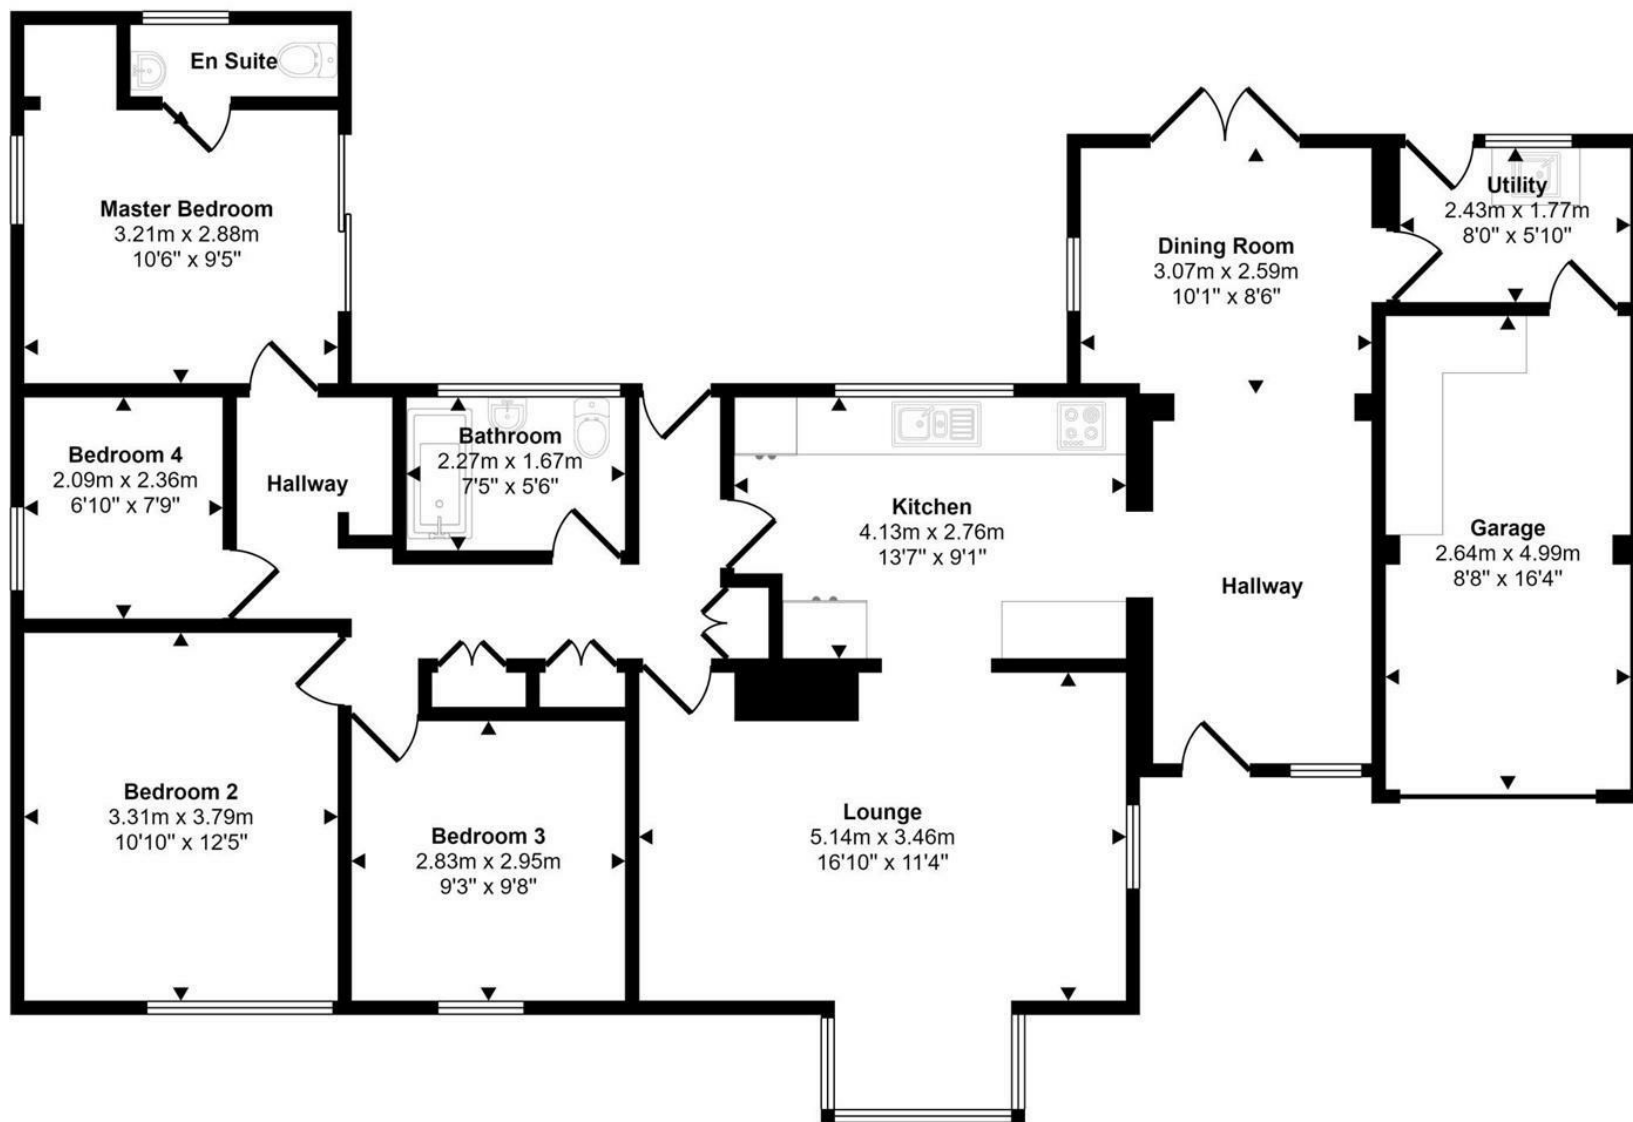 En Suite
Master Bedroom
3.21m x 2.88m
10'6" x 9'5"
Dining Room
3.07m x 2.59m
10'1" x 8'6"
Utility
2.43m x 1.77m
8'0" x 5'10"
Bedroom 4
2.09m x 2.36m
6'10" x 7'9"
Hallway
Bathroom
2.27m x 1.67m
7'5" x 5'6"
Kitchen
4.13m x 2.76m
13'7" x 9'1"
Hallway
Garage
2.64m x 4.99m
8'8" x 16'4"
Bedroom 2
3.31m x 3.79m
10'10" x 12'5"
Bedroom 3
2.83m x 2.95m
9'3" x 9'8"
Lounge
5.14m x 3.46m
16'10" x 11'4"